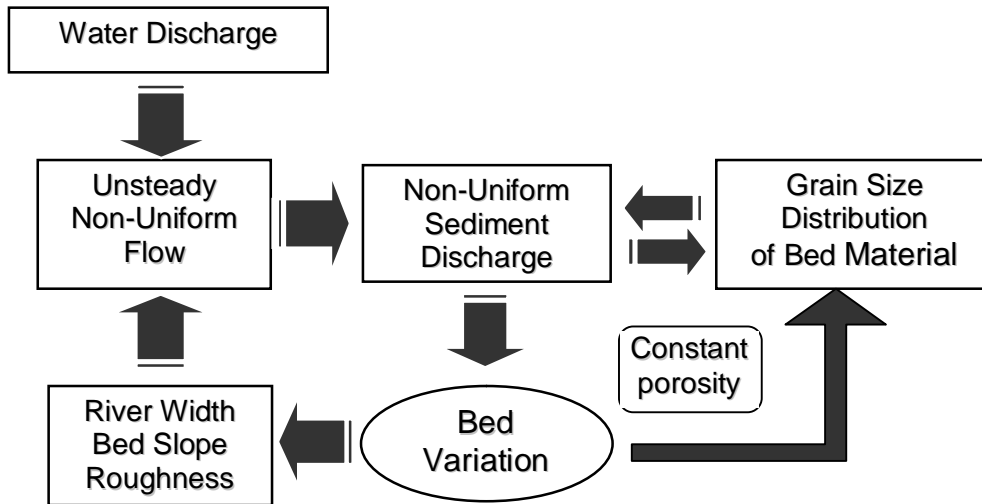 Water Discharge
Unsteady
Non-Uniform
Flow
Non-Uniform
Sediment
Discharge
Grain Size
Distribution
of Bed Material
Constant
porosity
River Width
Bed Slope
Roughness
Bed
Variation